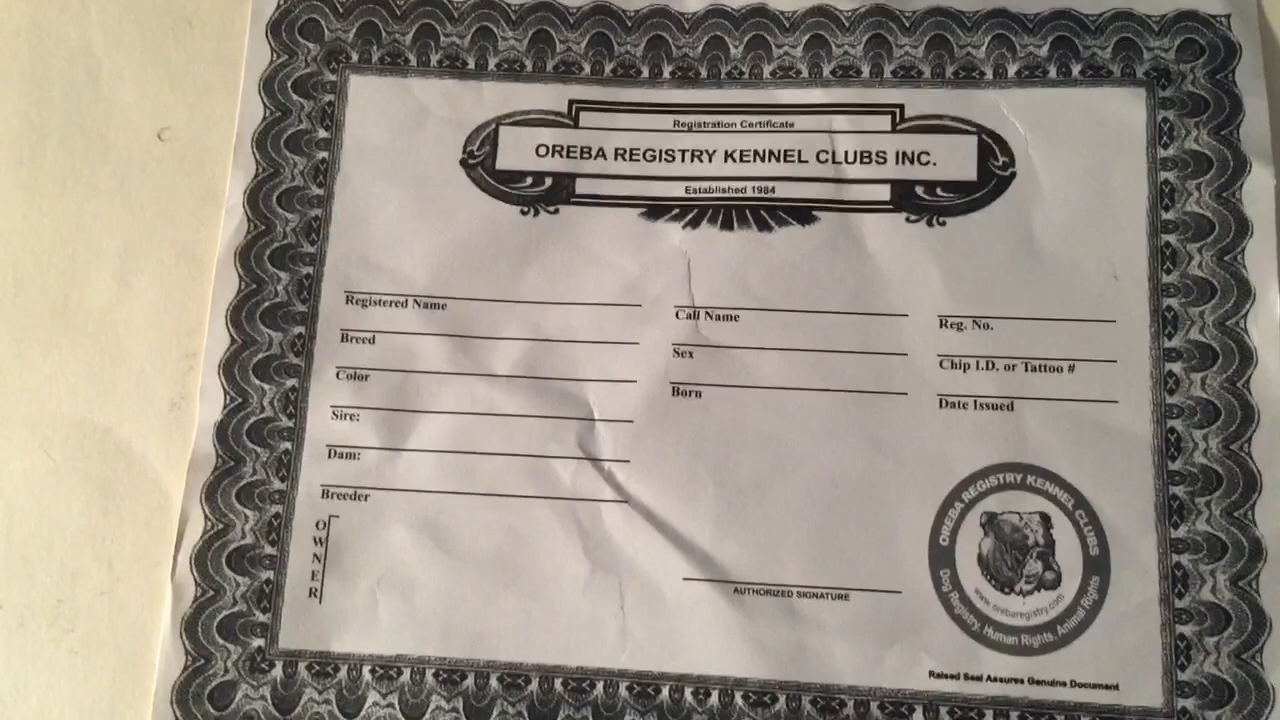 Registration Certificate
OREBA REGISTRY KENNEL CLUBS INC.
Established 1984
Registered Name
Call Name
Reg. No.
Breed
Sex
Chip I.D. or Tattoo #
Color
Born
Date Issued
Sire:
Dam:
Breeder
OWNER
AUTHORIZED SIGNATURE
OREBA REGISTRY KENNEL CLUBS
www.orebaregistry.com
Dog Registry, Human Rights, Animal Rights
Raised Seal Assures Genuine Document